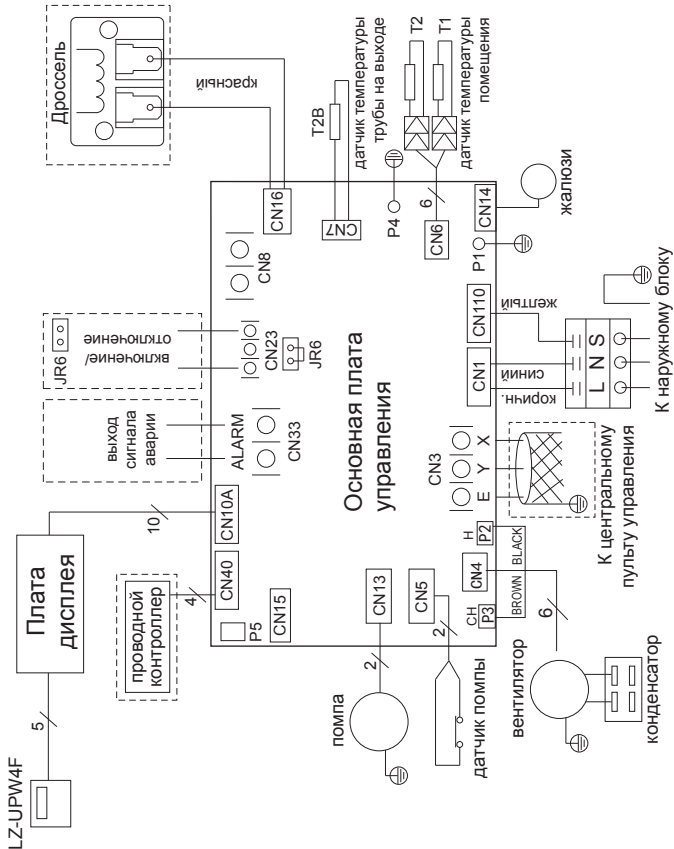 LZ-UPW4F
5
Плата
дисплея
10
проводной
контроллер
4
выход
сигнала
аварии
JR6
включение/
отключение
Дроссель
красный
P5
CN40
CN10A
ALARM
CN33
CN23
JR6
CN8
CN16
CN15
CN7
T2B
датчик температуры
трубы на выходе
P4
T2
T1
датчик температуры
помещения
6
CN6
Основная плата
управления
CN13
2
помпа
CN5
2
датчик помпы
CH
P3
CN4
H
P2
BROWN
BLACK
6
вентилятор
конденсатор
CN3
E
Y
X
К центральному
пульту управления
CN1
CN110
коричн.
синий
желтый
L
N
S
К наружному блоку
P1
CN14
жалюзи